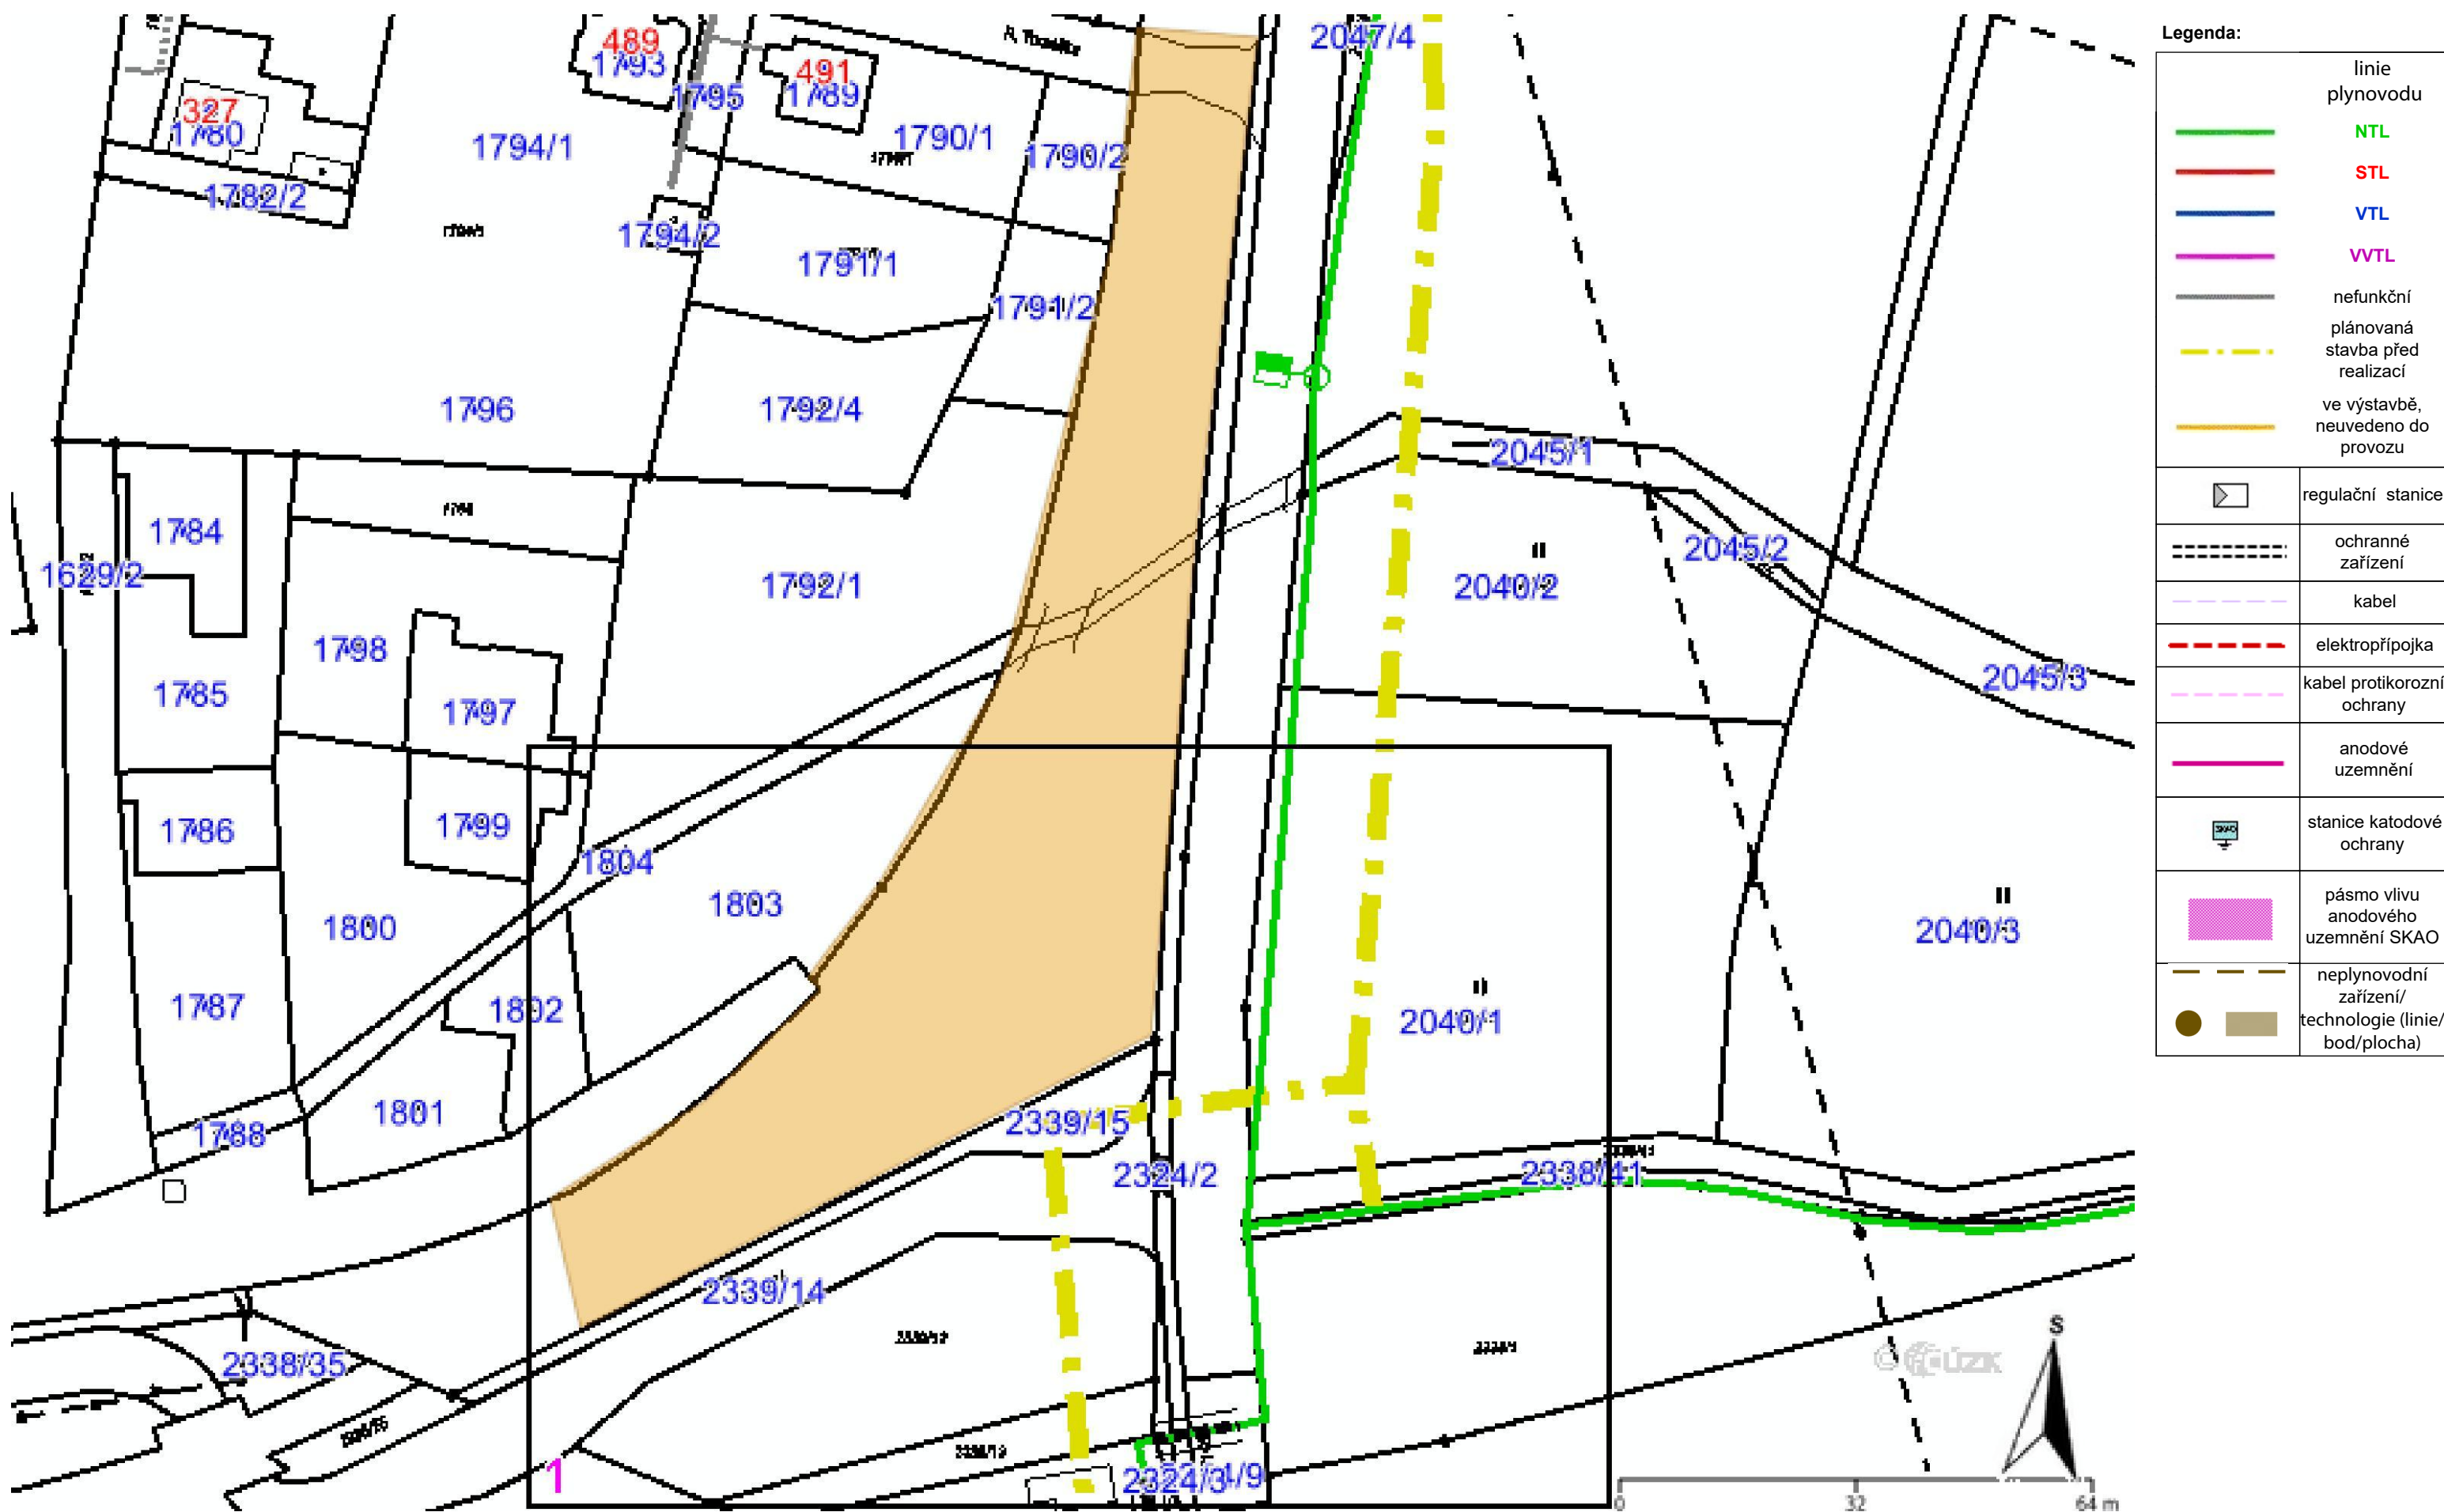 489
1793
2047/4
A. Trnavského
491
1789
1795
327
1780
1794/1
1790/1
1790/2
1782/2
1794/2
1791/1
1791/2
1796
1792/4
2045/1
1784
1629/2
1792/1
2040/2
2045/2
1798
1785
1797
2045/3
1786
1799
1804
1803
1800
2040/3
1787
1802
2040/1
1801
1788
2339/15
2324/2
2338/41
2339/14
2338/35
1
2324/3
S
0 32 64 m
Legenda:
linie
plynovodu
NTL
STL
VTL
VVTL
nefunkční
plánovaná
stavba před
realizací
ve výstavbě,
neuvedeno do
provozu
regulační stanice
ochranné
zařízení
kabel
elektropřípojka
kabel protikorozní
ochrany
anodové
uzemnění
SKAO
stanice katodové
ochrany
pásmo vlivu
anodového
uzemnění SKAO
neplynovodní
zařízení/
technologie (linie/
bod/plocha)